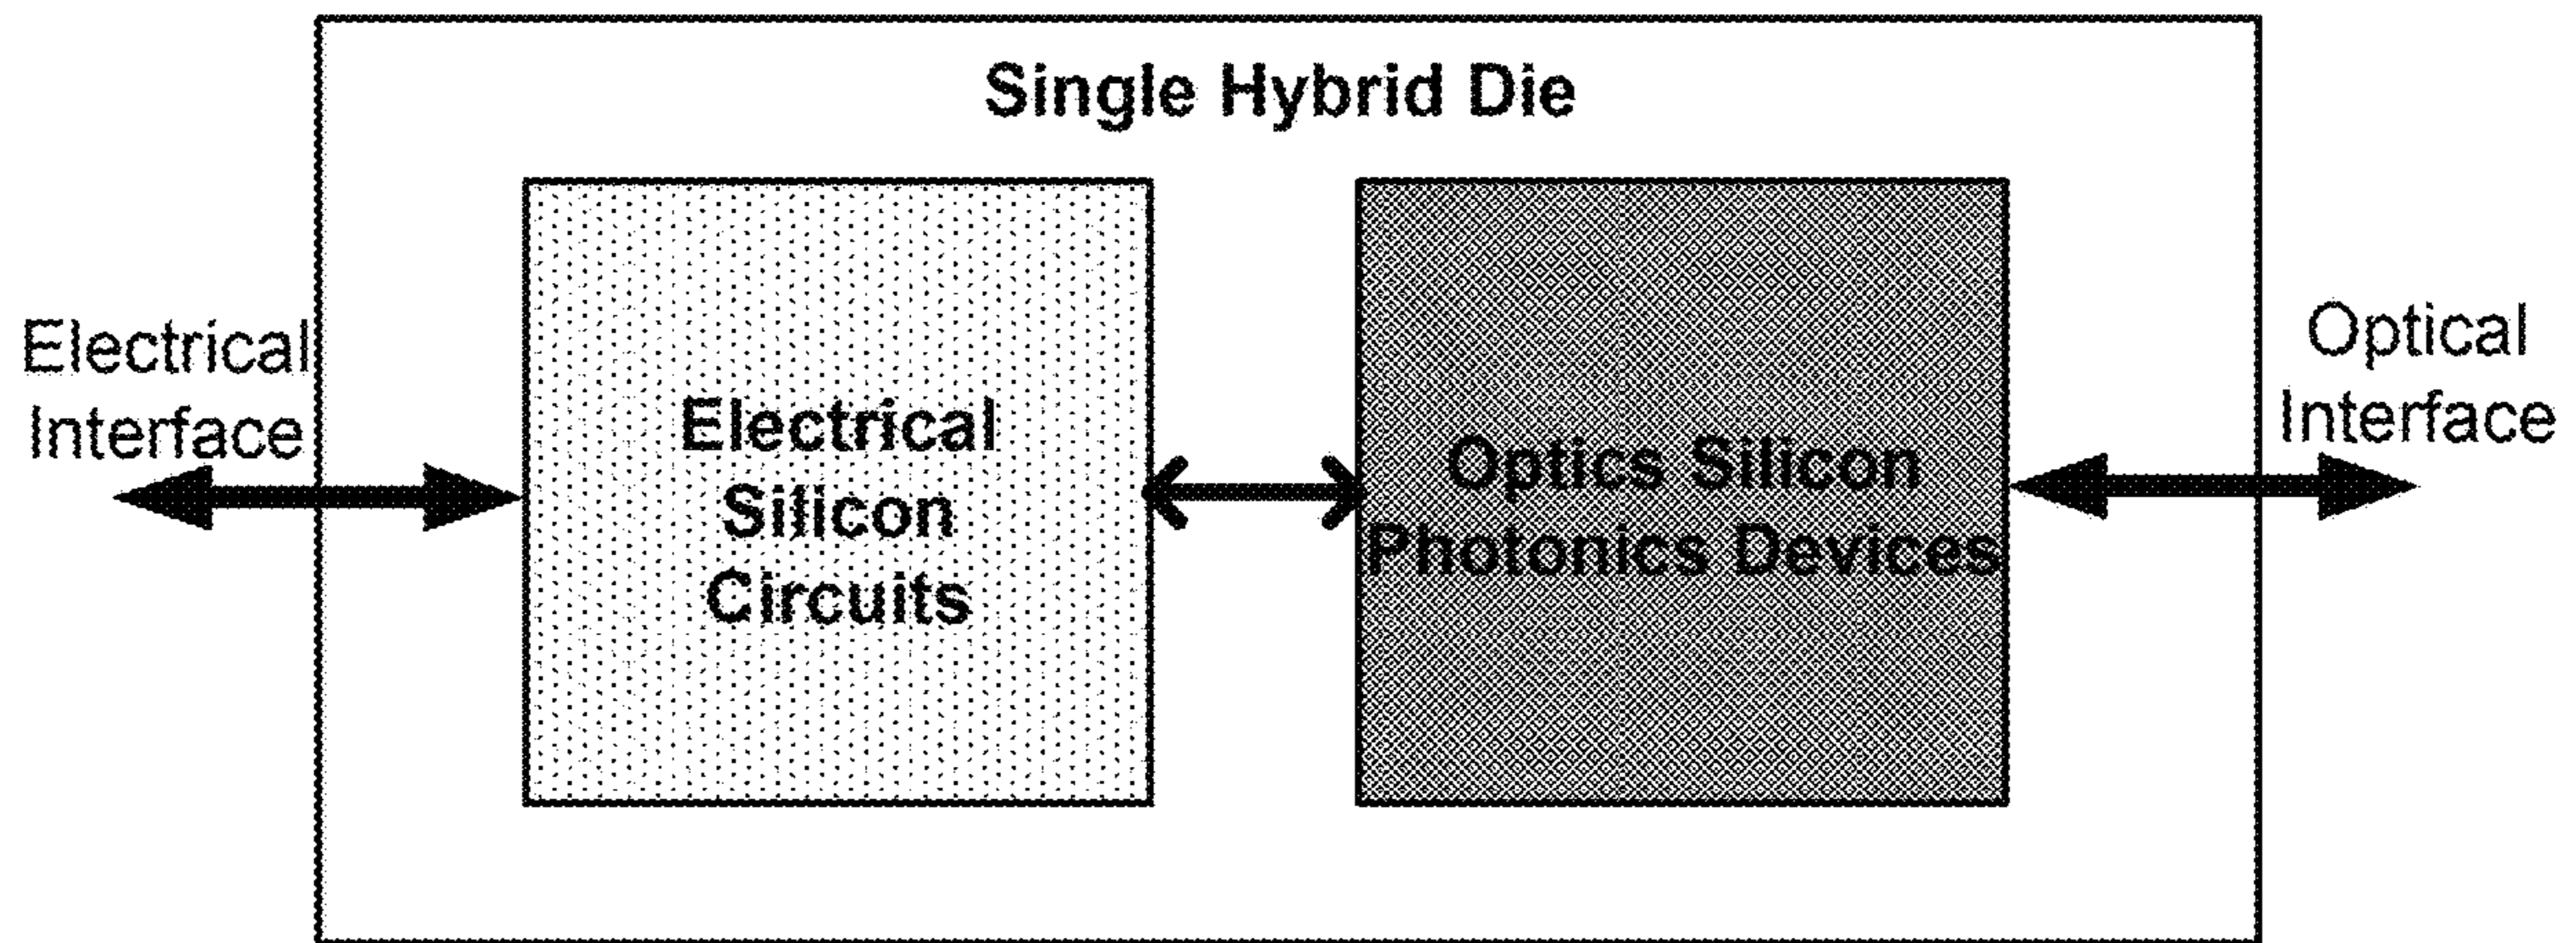 Single Hybrid Die
Electrical
Interface
Electrical
Silicon
Circuits
Optics Silicon
Photonics Devices
Optical
Interface